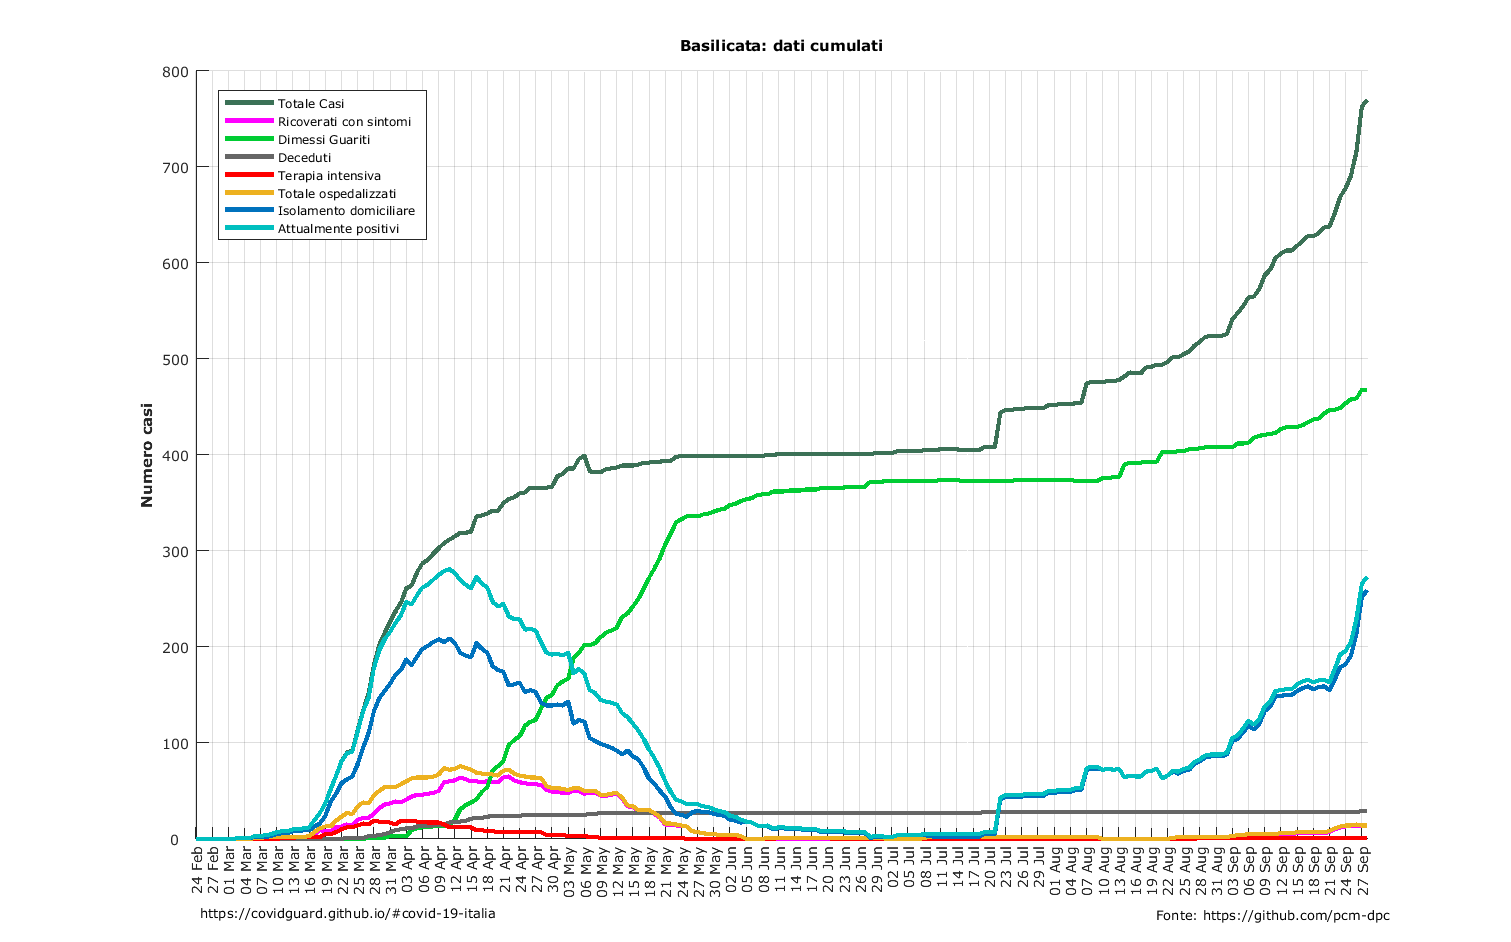 Basilicata: dati cumulati
Numero casi
800
700
600
500
400
300
200
100
0
Totale Casi
Ricoverati con sintomi
Dimessi Guariti
Deceduti
Terapia intensiva
Totale ospedalizzati
Isolamento domiciliare
Attualmente positivi
24 Feb
27 Feb
01 Mar
04 Mar
07 Mar
10 Mar
13 Mar
16 Mar
19 Mar
22 Mar
25 Mar
28 Mar
31 Mar
03 Apr
06 Apr
09 Apr
12 Apr
15 Apr
18 Apr
21 Apr
24 Apr
27 Apr
30 Apr
03 May
06 May
09 May
12 May
15 May
18 May
21 May
24 May
27 May
30 May
02 Jun
05 Jun
08 Jun
11 Jun
14 Jun
17 Jun
20 Jun
23 Jun
26 Jun
29 Jun
02 Jul
05 Jul
08 Jul
11 Jul
14 Jul
17 Jul
20 Jul
23 Jul
26 Jul
29 Jul
01 Aug
04 Aug
07 Aug
10 Aug
13 Aug
16 Aug
19 Aug
22 Aug
25 Aug
28 Aug
31 Aug
03 Sep
06 Sep
09 Sep
12 Sep
15 Sep
18 Sep
21 Sep
24 Sep
27 Sep
https://covidguard.github.io/#covid-19-italia
Fonte: https://github.com/pcm-dpc